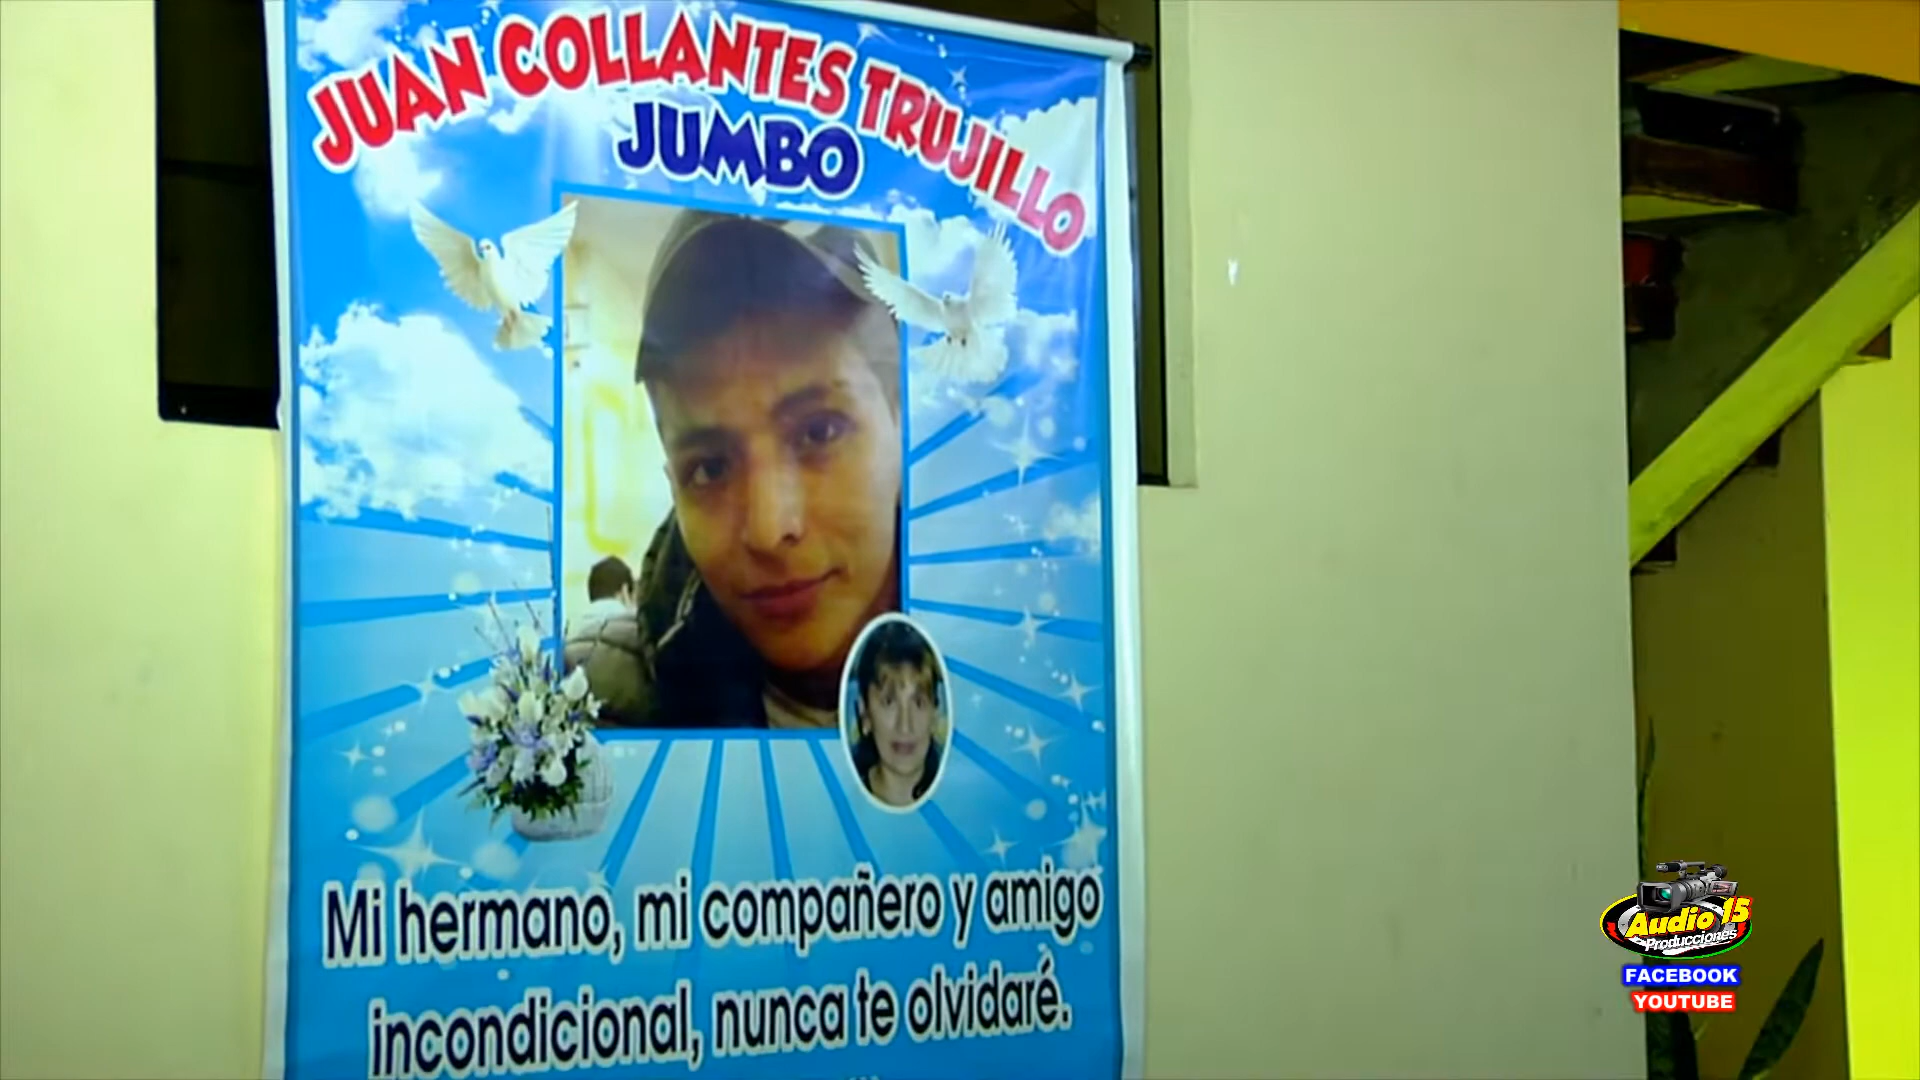 JUAN COLLANTES TRUJILLO
JUMBO
Mi hermano, mi compañero y amigo
incondicional, nunca te olvidaré.
Audio 15
Producciones
FACEBOOK
YOUTUBE